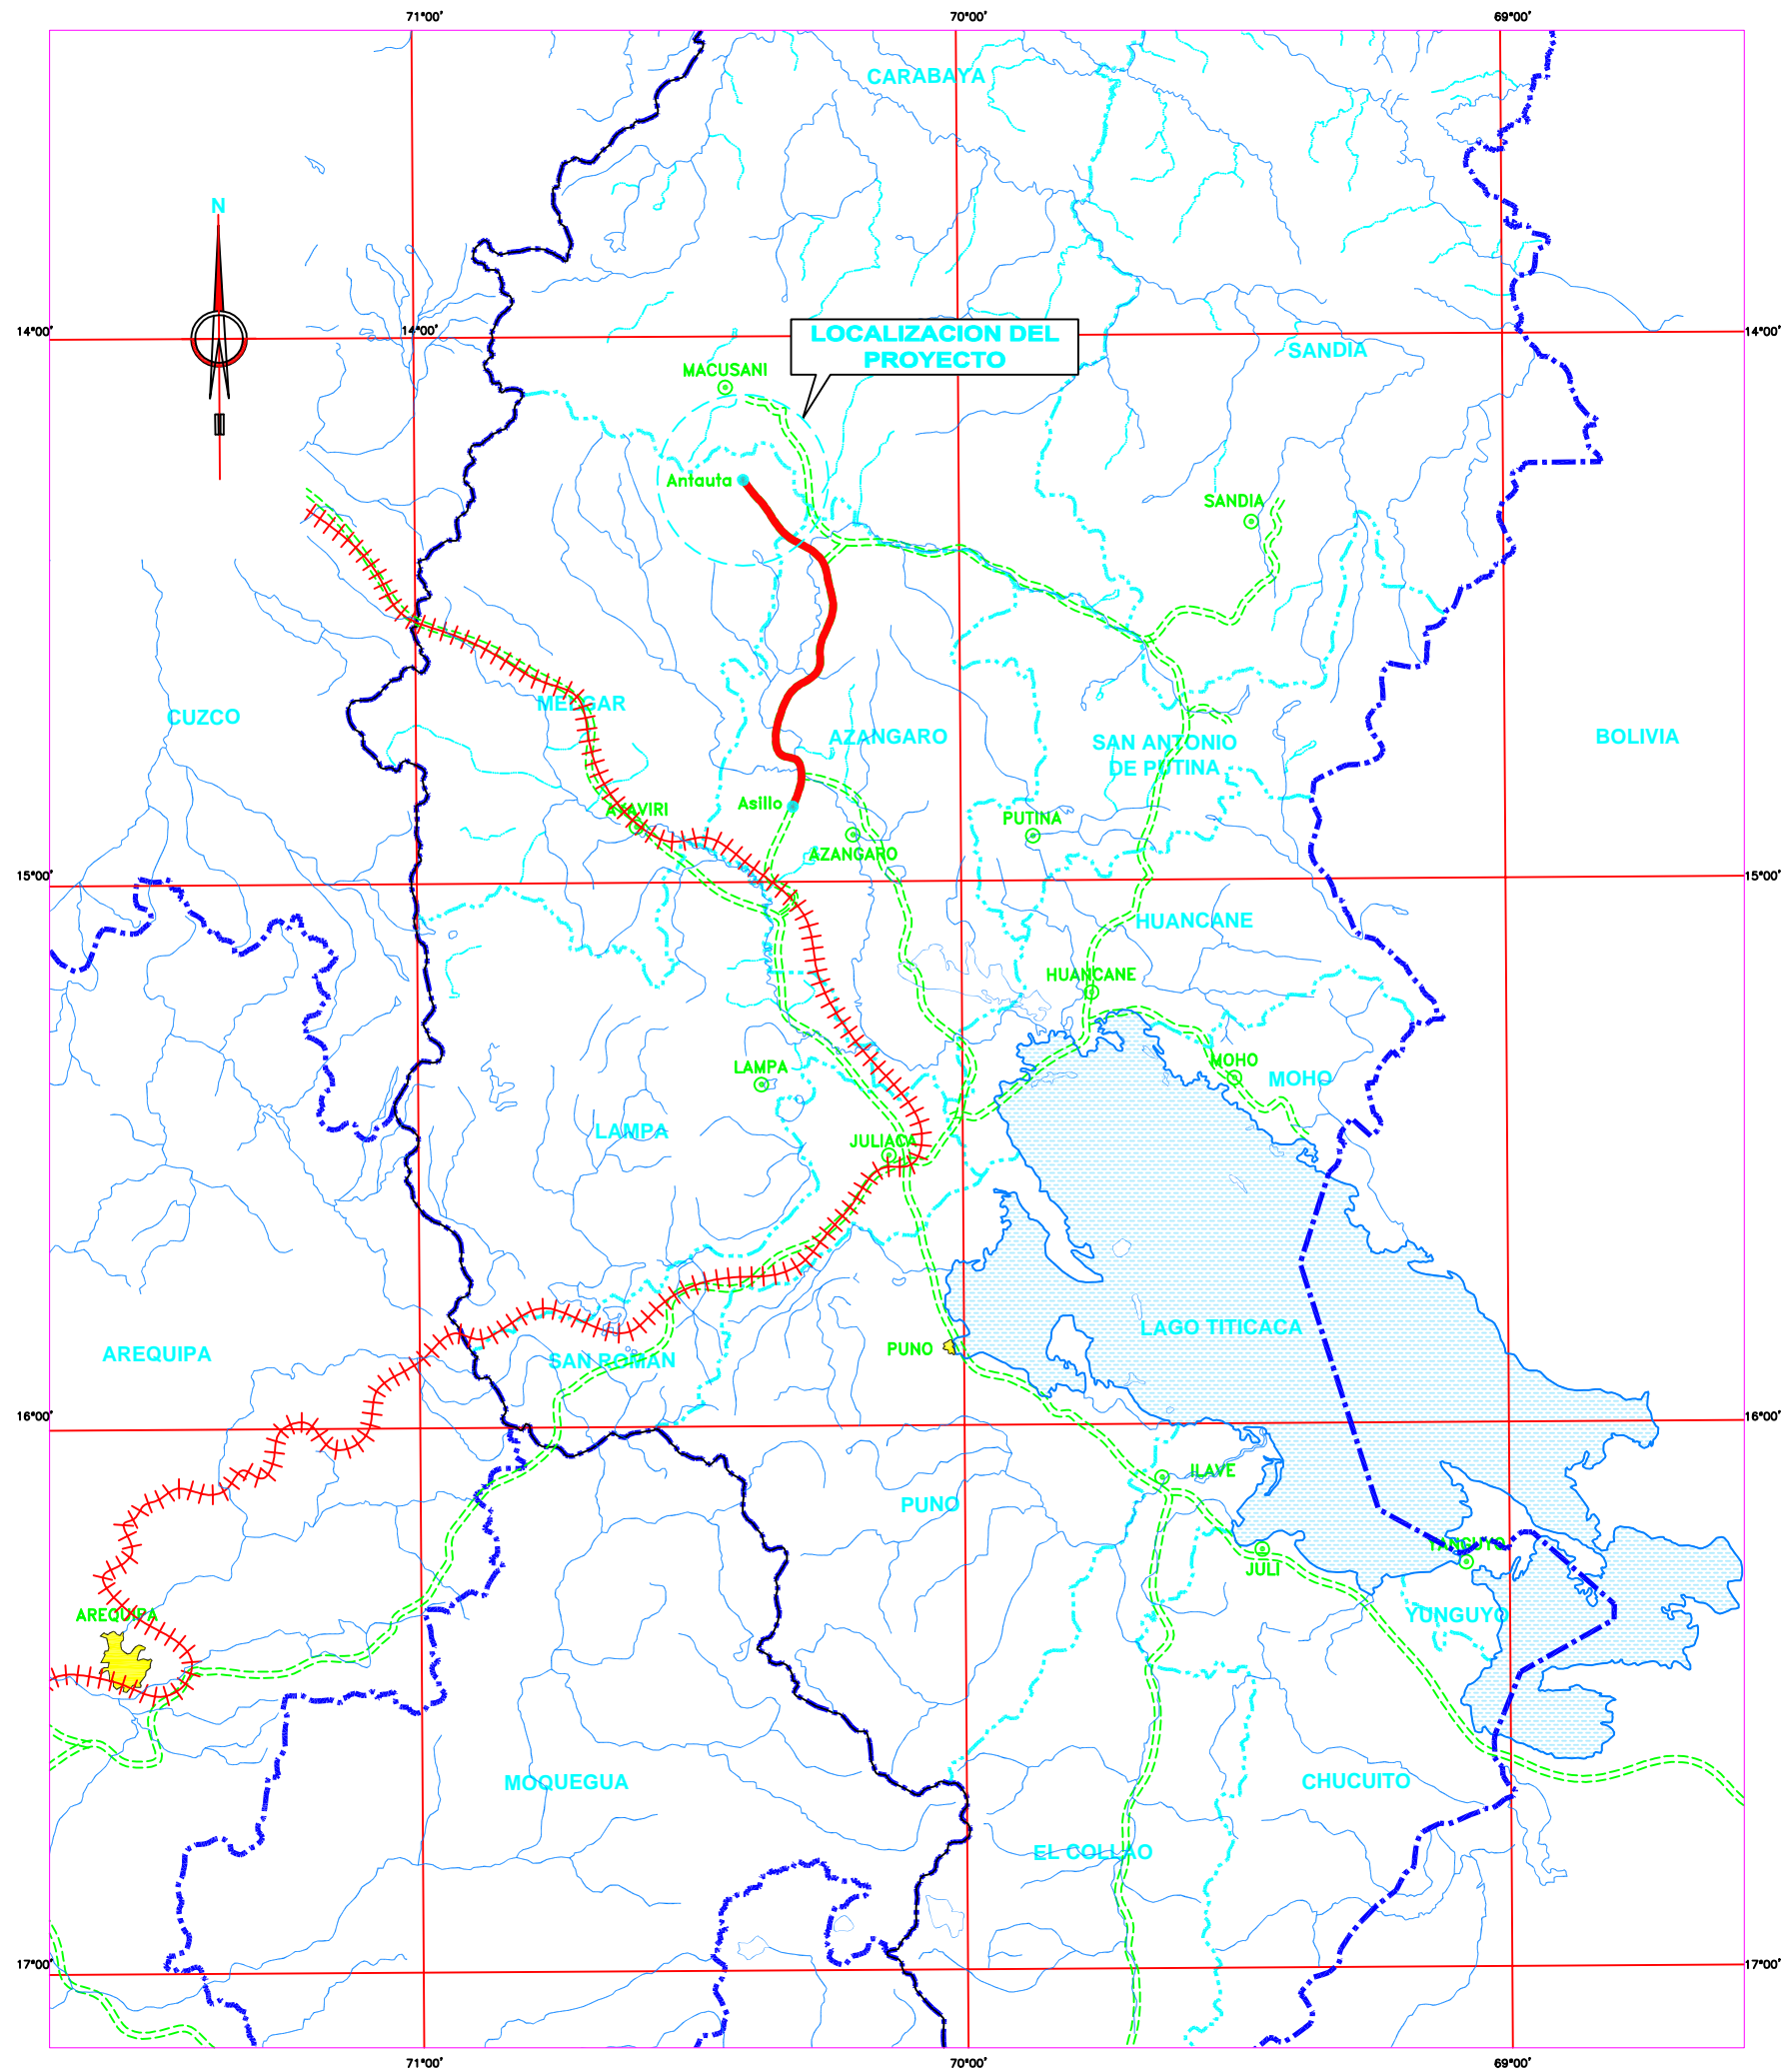 71°00'
70°00'
69°00'
CARABAYA
N
14°00'
14°00'
14°00'
LOCALIZACION DEL
PROYECTO
SANDIA
MACUSANI
Antauta
SANDIA
CUZCO
MELGAR
AZANGARO
SAN ANTONIO
DE PUTINA
BOLIVIA
Asillo
AYAVIRI
PUTINA
AZANGARO
15°00'
15°00'
HUANCANE
HUANCANE
LAMPA
MOHO
MOHO
LAMPA
JULIACA
LAGO TITICACA
PUNO
AREQUIPA
SAN ROMAN
16°00'
16°00'
ILAVE
PUNO
YANGUYO
JULI
AREQUIPA
YUNGUYO
MOQUEGUA
CHUCUITO
EL COLLAO
17°00'
17°00'
71°00'
70°00'
69°00'